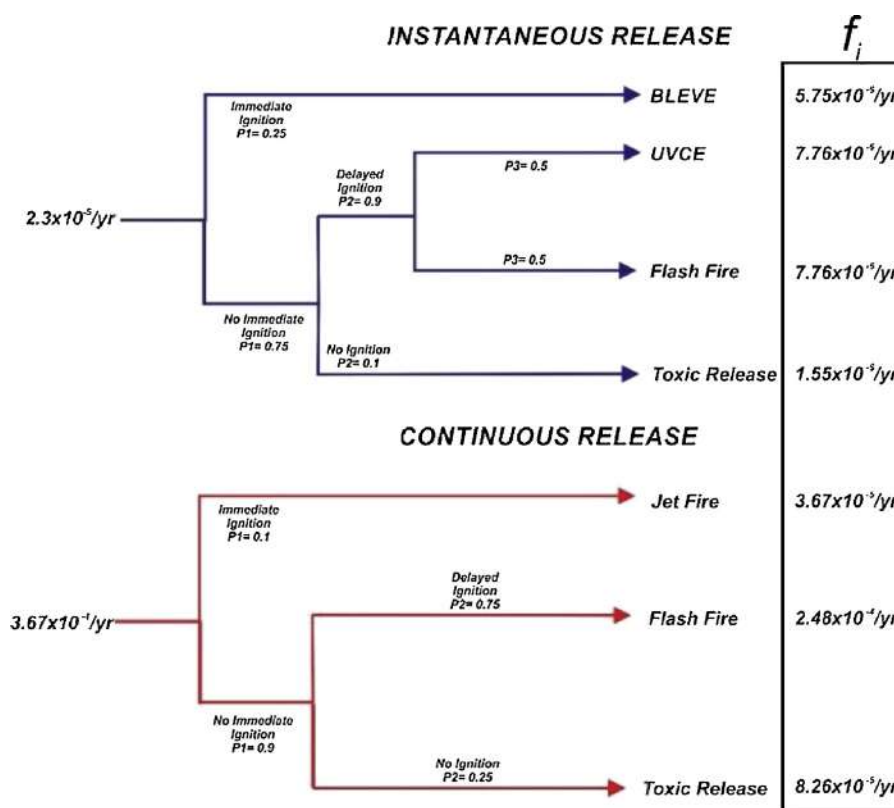 INSTANTANEOUS RELEASE
f_i
BLEVE
5.75x10⁻⁵/yr
Immediate
Ignition
P1= 0.25
UVCE
7.76x10⁻⁵/yr
Delayed
Ignition
P2= 0.9
P3= 0.5
2.3x10⁻⁵/yr
P3= 0.5
Flash Fire
7.76x10⁻⁵/yr
No Immediate
Ignition
P1= 0.75
No Ignition
P2= 0.1
Toxic Release
1.55x10⁻⁵/yr
CONTINUOUS RELEASE
Jet Fire
3.67x10⁻⁵/yr
Immediate
Ignition
P1= 0.1
Delayed
Ignition
P2= 0.75
3.67x10⁻⁴/yr
Flash Fire
2.48x10⁻⁴/yr
No Immediate
Ignition
P1= 0.9
No Ignition
P2= 0.25
Toxic Release
8.26x10⁻⁵/yr